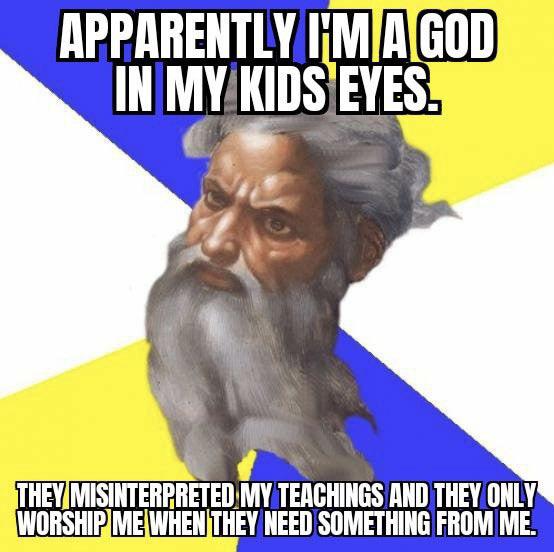 APPARENTLY I'M A GOD
IN MY KIDS EYES.
THEY MISINTERPRETED MY TEACHINGS AND THEY ONLY
WORSHIP ME WHEN THEY NEED SOMETHING FROM ME.